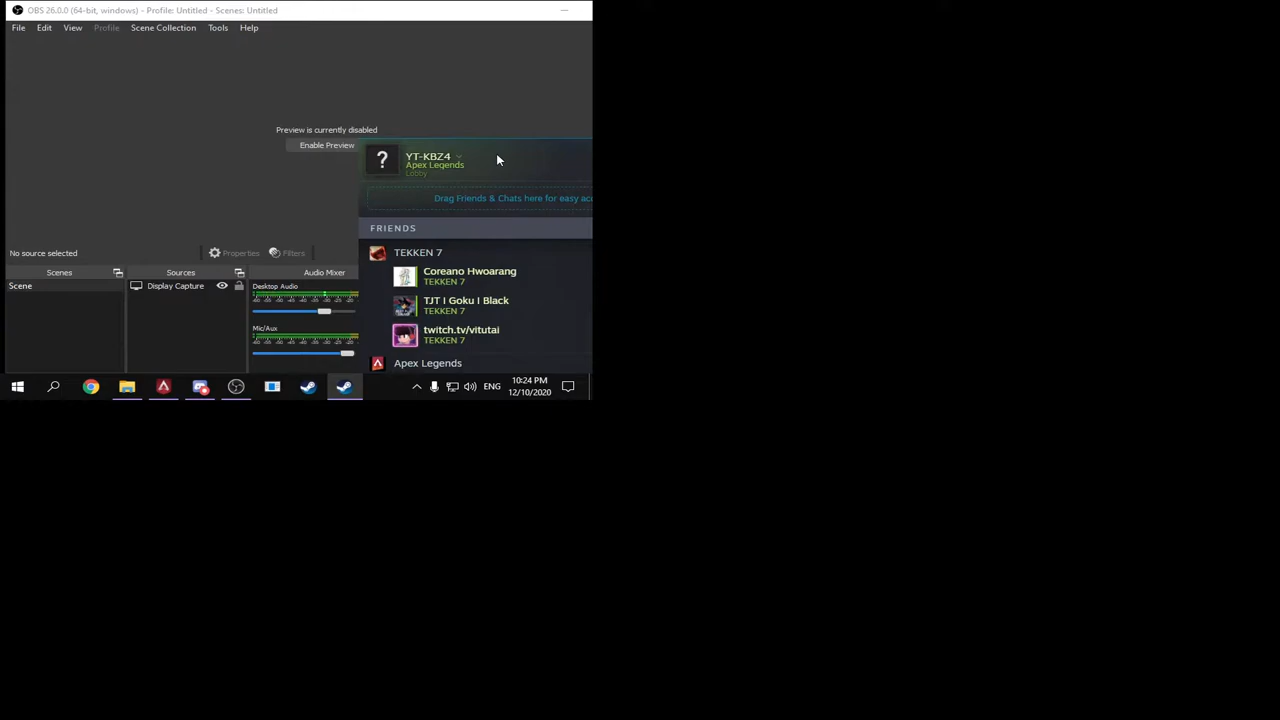 OBS 26.0.0 (64-bit, windows) - Profile: Untitled - Scenes: Untitled
File Edit View Profile Scene Collection Tools Help
Preview is currently disabled
Enable Preview
YT-KBZ4
Apex Legends
Lobby
Drag Friends & Chats here for easy acc
FRIENDS
No source selected
Properties Filters
TEKKEN 7
Coreano Hwoarang
TEKKEN 7
TJT I Goku I Black
TEKKEN 7
twitch.tv/vitutai
TEKKEN 7
Apex Legends
Scenes Sources Audio Mixer
Scene
Display Capture
Desktop Audio
Mic/Aux
ENG
10:24 PM
12/10/2020